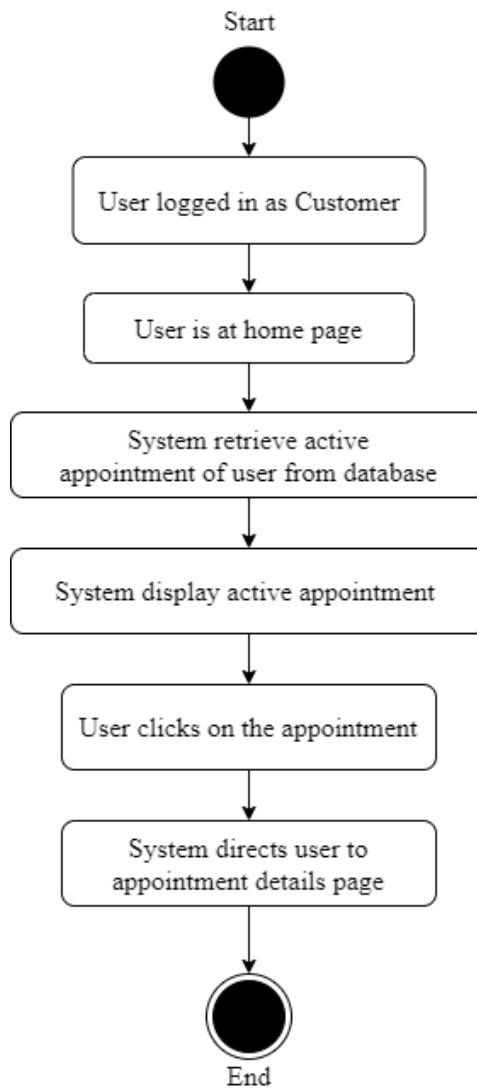 Start
User logged in as Customer
User is at home page
System retrieve active
appointment of user from database
System display active appointment
User clicks on the appointment
System directs user to
appointment details page
End